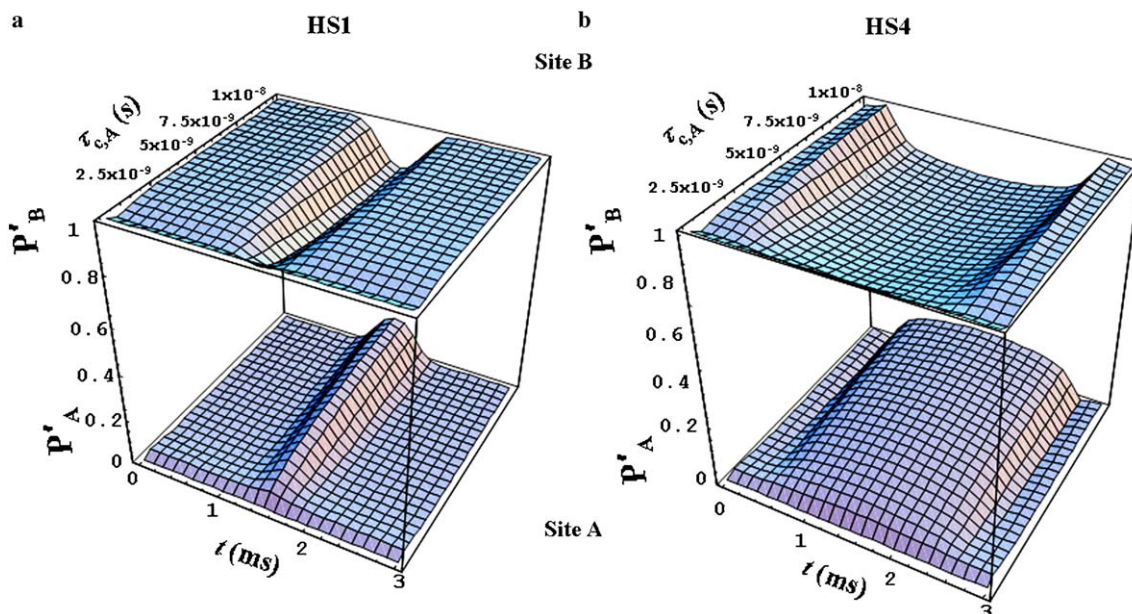 a
HS1
b
HS4
Site B
τc,A (s)
1x10-8
7.5x10-9
5x10-9
2.5x10-9
P'B
1
0.8
0.6
0.4
0.2
0
P'A
0
1
2
3
t (ms)
τc,A (s)
1x10-8
7.5x10-9
5x10-9
2.5x10-9
P'B
1
0.8
0.6
0.4
0.2
0
P'A
0
1
2
3
t (ms)
Site A